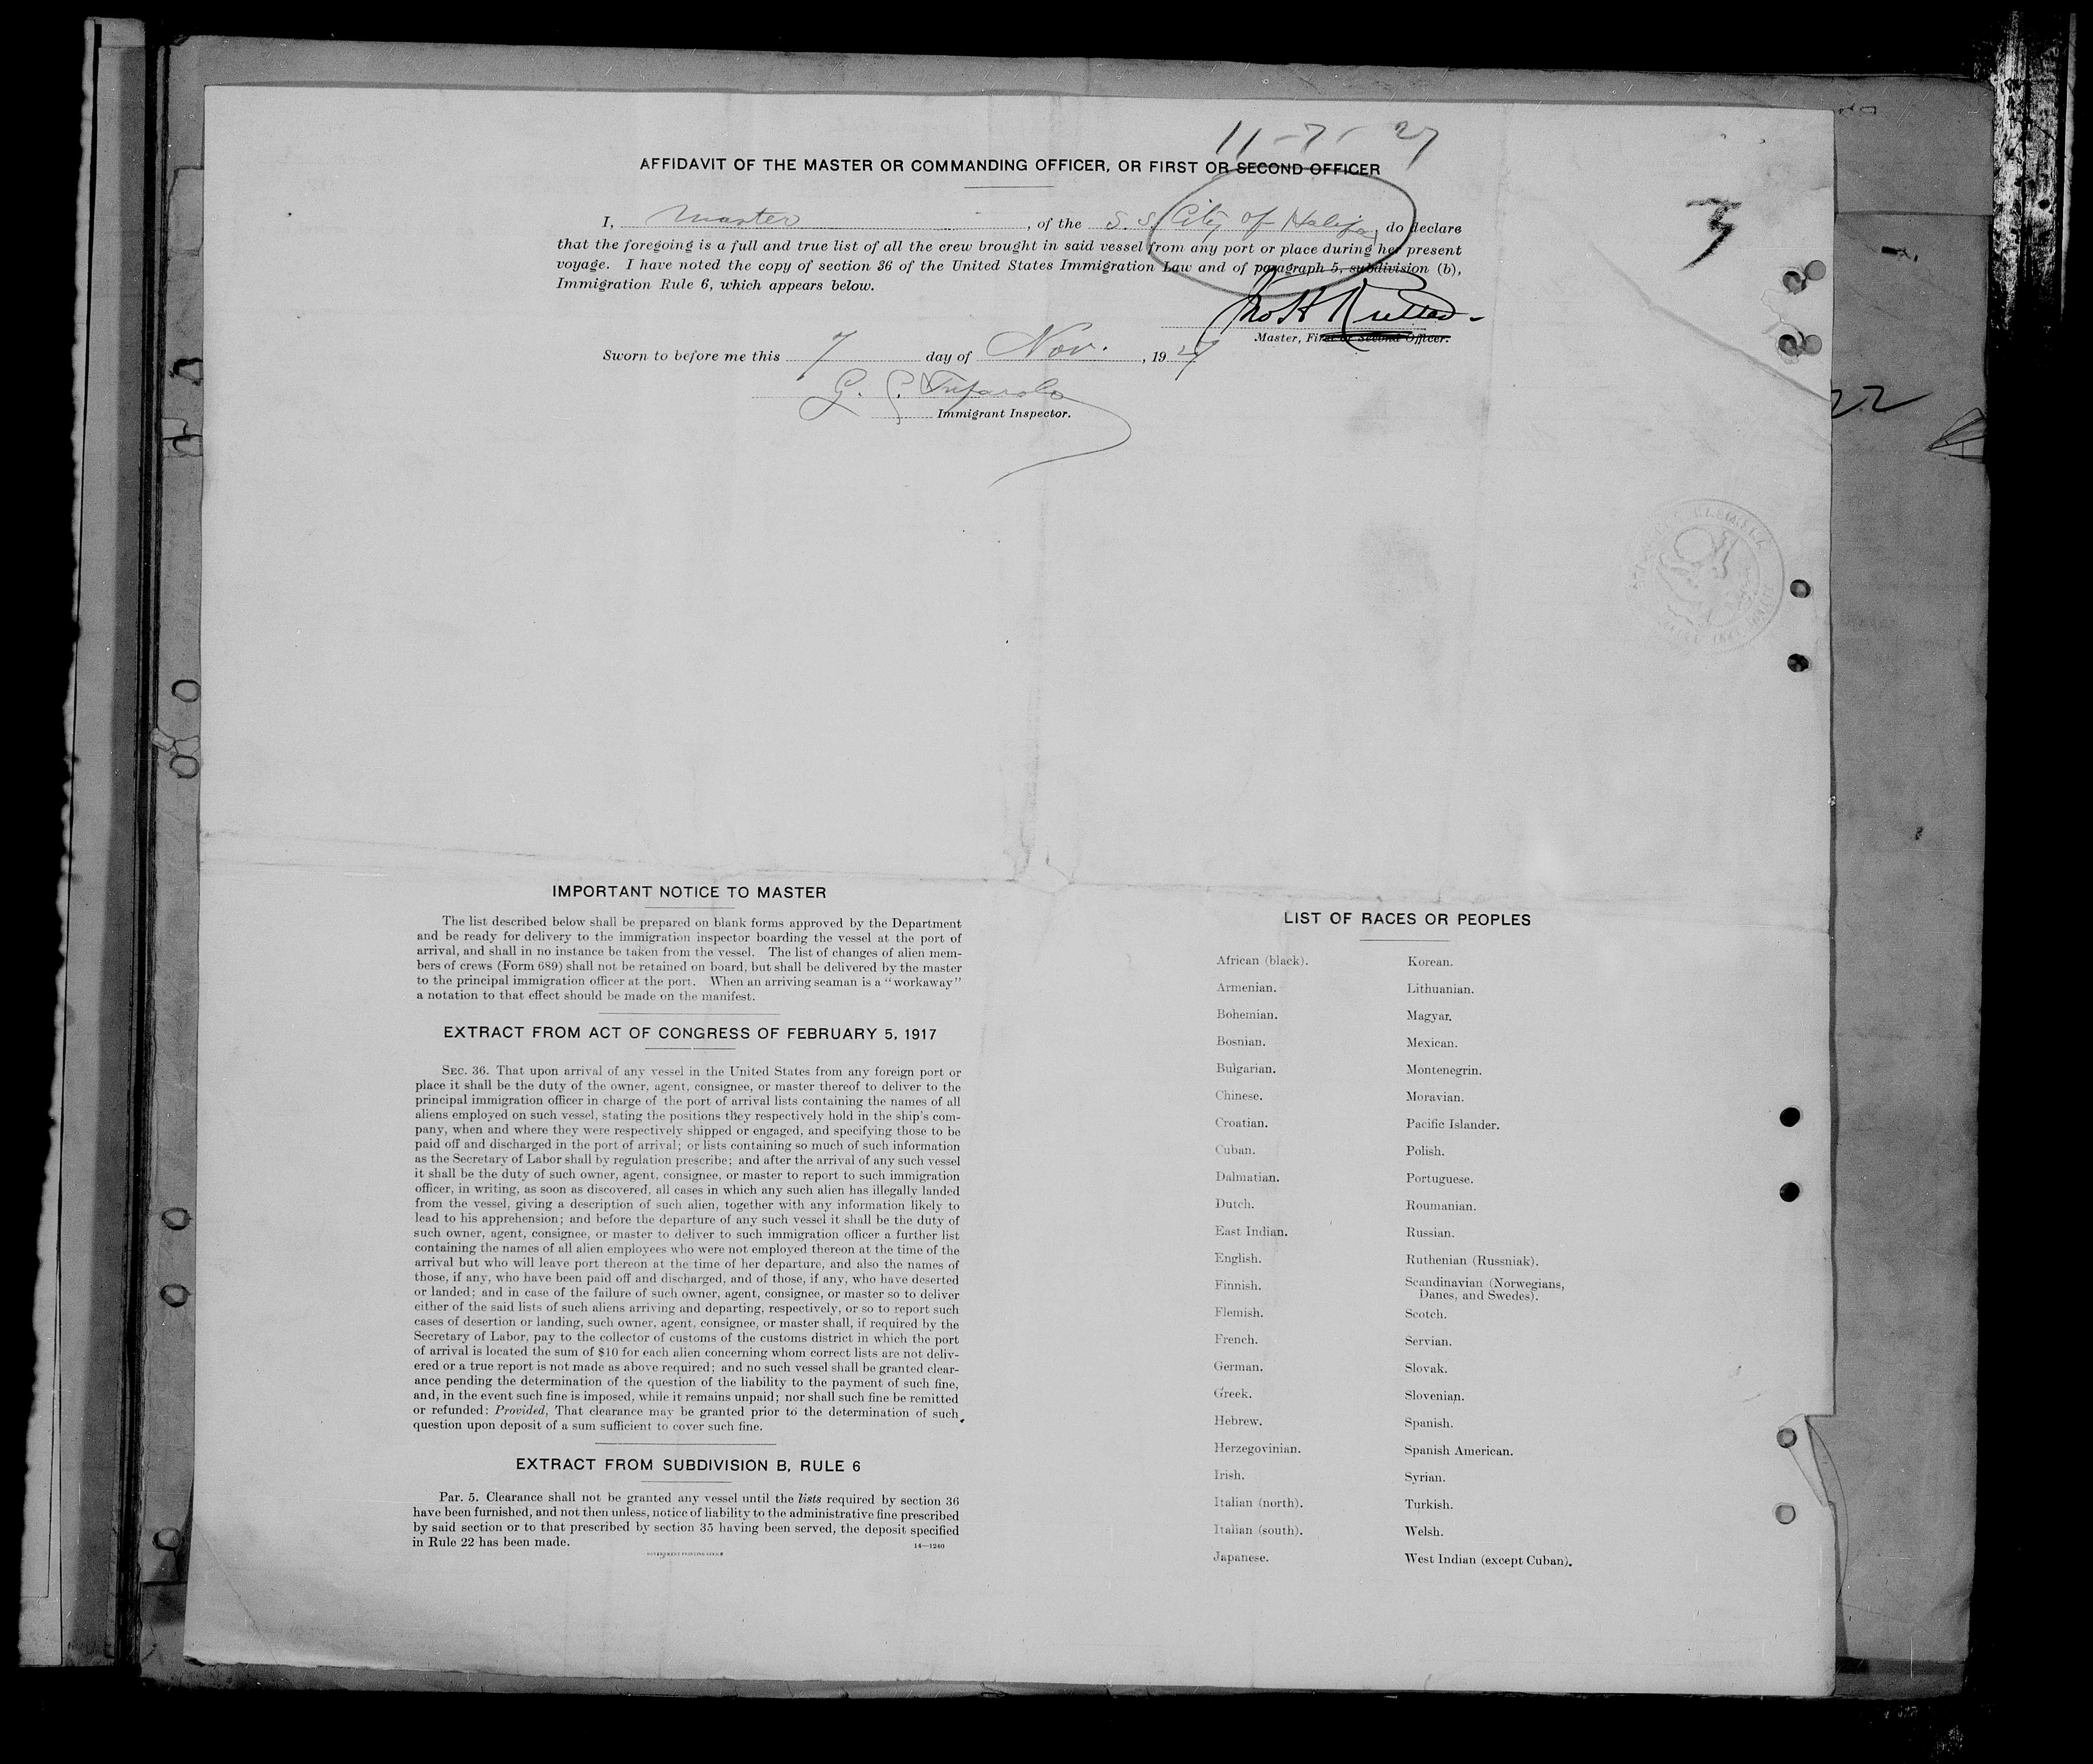 11-7-27
AFFIDAVIT OF THE MASTER OR COMMANDING OFFICER, OR FIRST OR SECOND OFFICER
3
I, Master, of the S.S. City of Halifax, do declare
that the foregoing is a full and true list of all the crew brought in said vessel from any port or place during her present
voyage. I have noted the copy of section 36 of the United States Immigration Law and of paragraph 5, subdivision (b),
Immigration Rule 6, which appears below.
Master, First or Second Officer.
Sworn to before me this 7 day of Nov., 1927
G.
Immigrant Inspector.
22
IMPORTANT NOTICE TO MASTER
The list described below shall be prepared on blank forms approved by the Department
and be ready for delivery to the immigration inspector boarding the vessel at the port of
arrival, and shall in no instance be taken from the vessel. The list of changes of alien mem-
bers of crews (Form 689) shall not be retained on board, but shall be delivered by the master
to the principal immigration officer at the port. When an arriving seaman is a "workaway"
a notation to that effect should be made on the manifest.
EXTRACT FROM ACT OF CONGRESS OF FEBRUARY 5, 1917
SEC. 36. That upon arrival of any vessel in the United States from any foreign port or
place it shall be the duty of the owner, agent, consignee, or master thereof to deliver to the
principal immigration officer in charge of the port of arrival lists containing the names of all
aliens employed on such vessel, stating the positions they respectively hold in the ship's com-
pany, when and where they were respectively shipped or engaged, and specifying those to be
paid off and discharged in the port of arrival; or lists containing so much of such information
as the Secretary of Labor shall by regulation prescribe; and after the arrival of any such vessel
it shall be the duty of such owner, agent, consignee, or master to report to such immigration
officer, in writing, as soon as discovered, all cases in which any such alien has illegally landed
from the vessel, giving a description of such alien, together with any information likely to
lead to his apprehension; and before the departure of any such vessel it shall be the duty of
such owner, agent, consignee, or master to deliver to such immigration officer a further list
containing the names of all alien employees who were not employed thereon at the time of the
arrival but who will leave port thereon at the time of her departure, and also the names of
those, if any, who have been paid off and discharged, and of those, if any, who have deserted
or landed; and in case of the failure of such owner, agent, consignee, or master so to deliver
either of the said lists of such aliens arriving and departing, respectively, or so to report such
cases of desertion or landing, such owner, agent, consignee, or master shall, if required by the
Secretary of Labor, pay to the collector of customs of the customs district in which the port
of arrival is located the sum of $10 for each alien concerning whom correct lists are not deliv-
ered or a true report is not made as above required; and no such vessel shall be granted clear-
ance pending the determination of the question of the liability to the payment of such fine,
and, in the event such fine is imposed, while it remains unpaid; nor shall such fine be remitted
or refunded: Provided, That clearance may be granted prior to the determination of such
question upon deposit of a sum sufficient to cover such fine.
EXTRACT FROM SUBDIVISION B, RULE 6
Par. 5. Clearance shall not be granted any vessel until the lists required by section 36
have been furnished, and not then unless, notice of liability to the administrative fine prescribed
by said section or to that prescribed by section 35 having been served, the deposit specified
in Rule 22 has been made.
14—1240
GOVERNMENT PRINTING OFFICE
LIST OF RACES OR PEOPLES
African (black). Korean.
Armenian. Lithuanian.
Bohemian. Magyar.
Bosnian. Mexican.
Bulgarian. Montenegrin.
Chinese. Moravian.
Croatian. Pacific Islander.
Cuban. Polish.
Dalmatian. Portuguese.
Dutch. Roumanian.
East Indian. Russian.
English. Ruthenian (Russniak).
Finnish. Scandinavian (Norwegians,
Danes, and Swedes).
Flemish. Scotch.
French. Servian.
German. Slovak.
Greek. Slovenian.
Hebrew. Spanish.
Herzegovinian. Spanish American.
Irish. Syrian.
Italian (north). Turkish.
Italian (south). Welsh.
Japanese. West Indian (except Cuban).